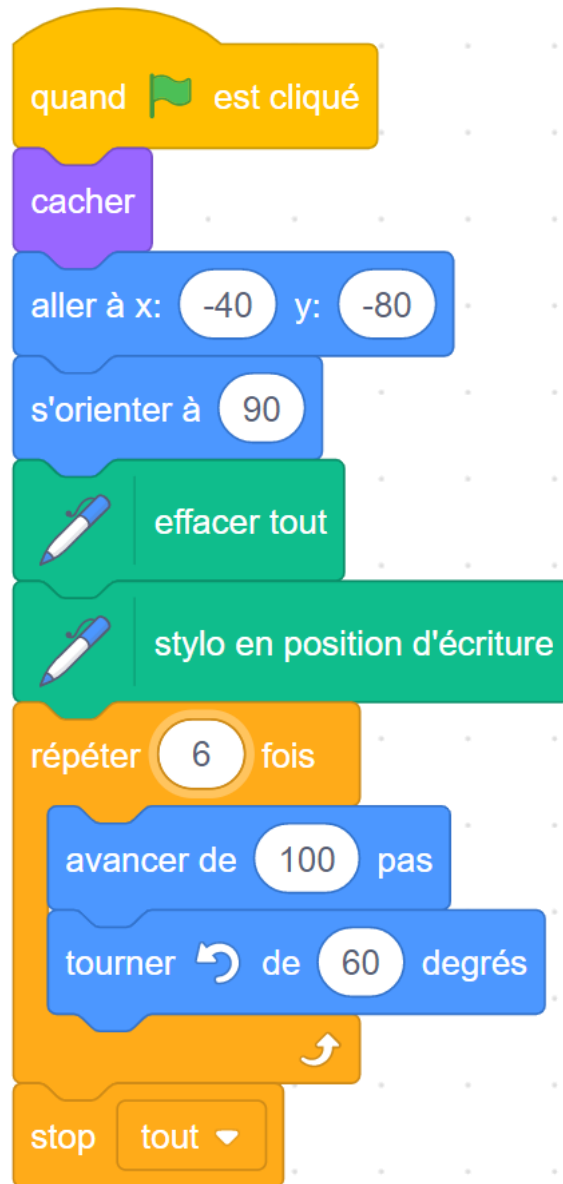 quand est cliqué
cacher
aller à x: -40 y: -80
s'orienter à 90
effacer tout
stylo en position d'écriture
répéter 6 fois
avancer de 100 pas
tourner de 60 degrés
stop tout